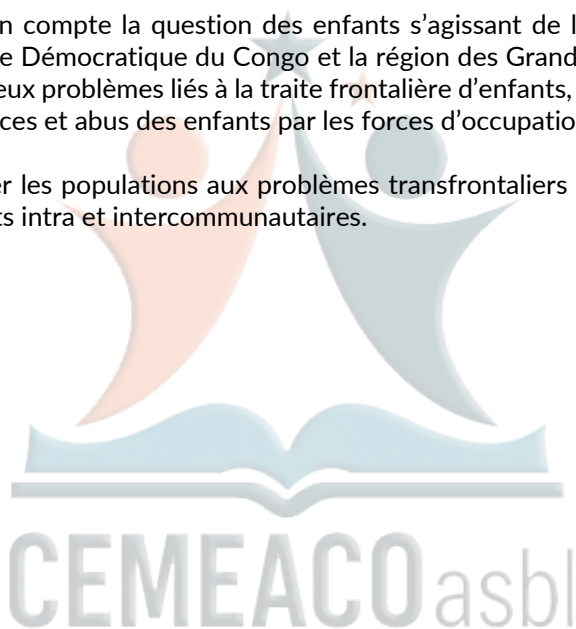 n compte la question des enfants s’agissant de l
e Démocratique du Congo et la région des Grand
eux problèmes liés à la traite frontalière d’enfants,
ces et abus des enfants par les forces d’occupatio
er les populations aux problèmes transfrontaliers
ts intra et intercommunautaires.
CEMEACO asbl